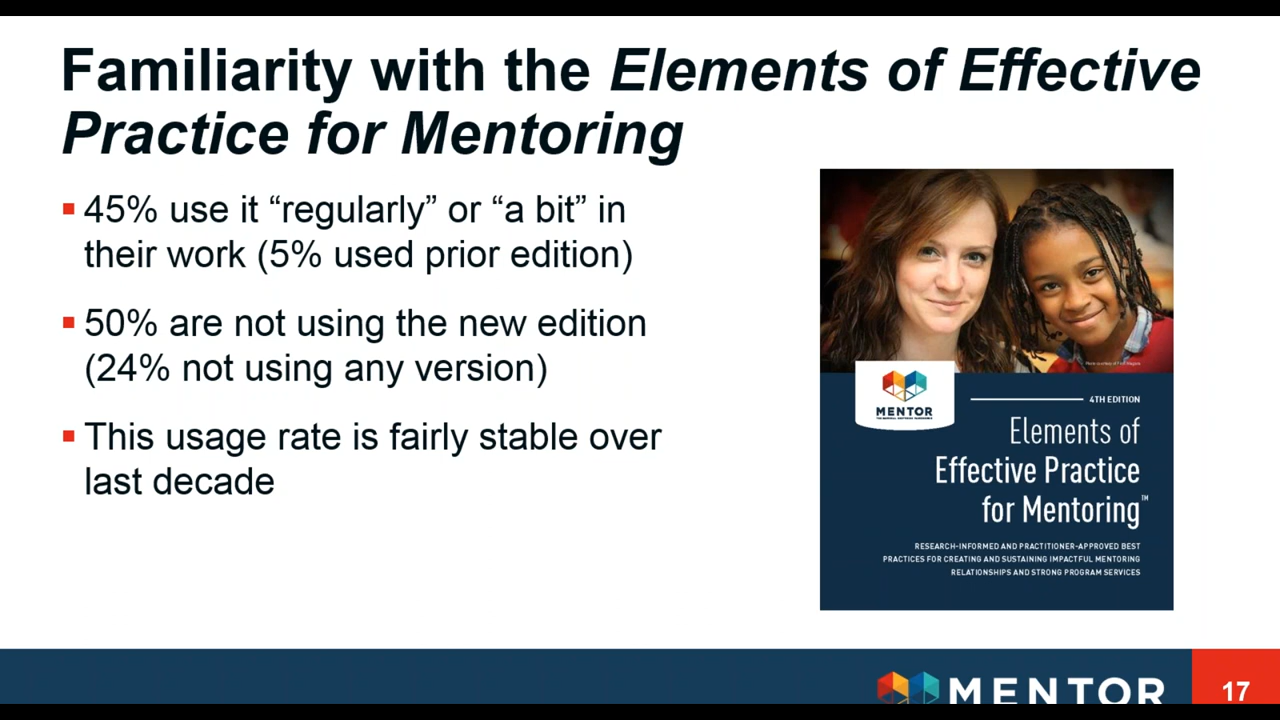 Familiarity with the Elements of Effective
Practice for Mentoring
▪ 45% use it “regularly” or “a bit” in
their work (5% used prior edition)
▪ 50% are not using the new edition
(24% not using any version)
▪ This usage rate is fairly stable over
last decade
MENTOR
4TH EDITION
Elements of
Effective Practice
for Mentoring™
RESEARCH-INFORMED AND PRACTITIONER-APPROVED BEST
PRACTICES FOR CREATING AND SUSTAINING IMPACTFUL MENTORING
RELATIONSHIPS AND STRONG PROGRAM SERVICES
MENTOR
17